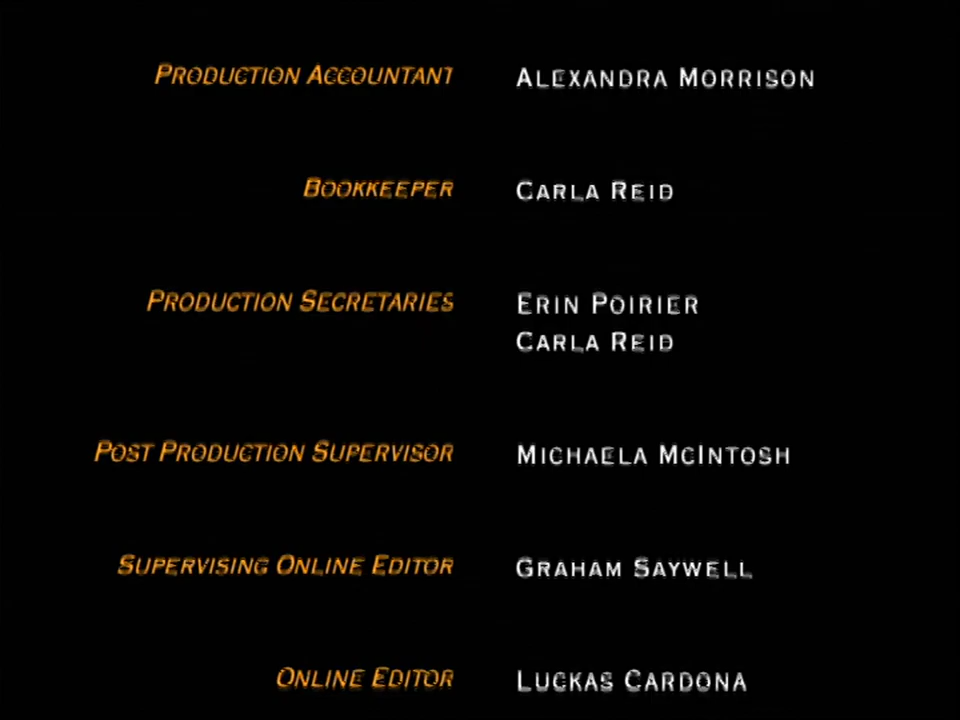 PRODUCTION ACCOUNTANT ALEXANDRA MORRISON
BOOKKEEPER CARLA REID
PRODUCTION SECRETARIES ERIN POIRIER
CARLA REID
POST PRODUCTION SUPERVISOR MICHAELA MCINTOSH
SUPERVISING ONLINE EDITOR GRAHAM SAYWELL
ONLINE EDITOR LUCKAS CARDONA